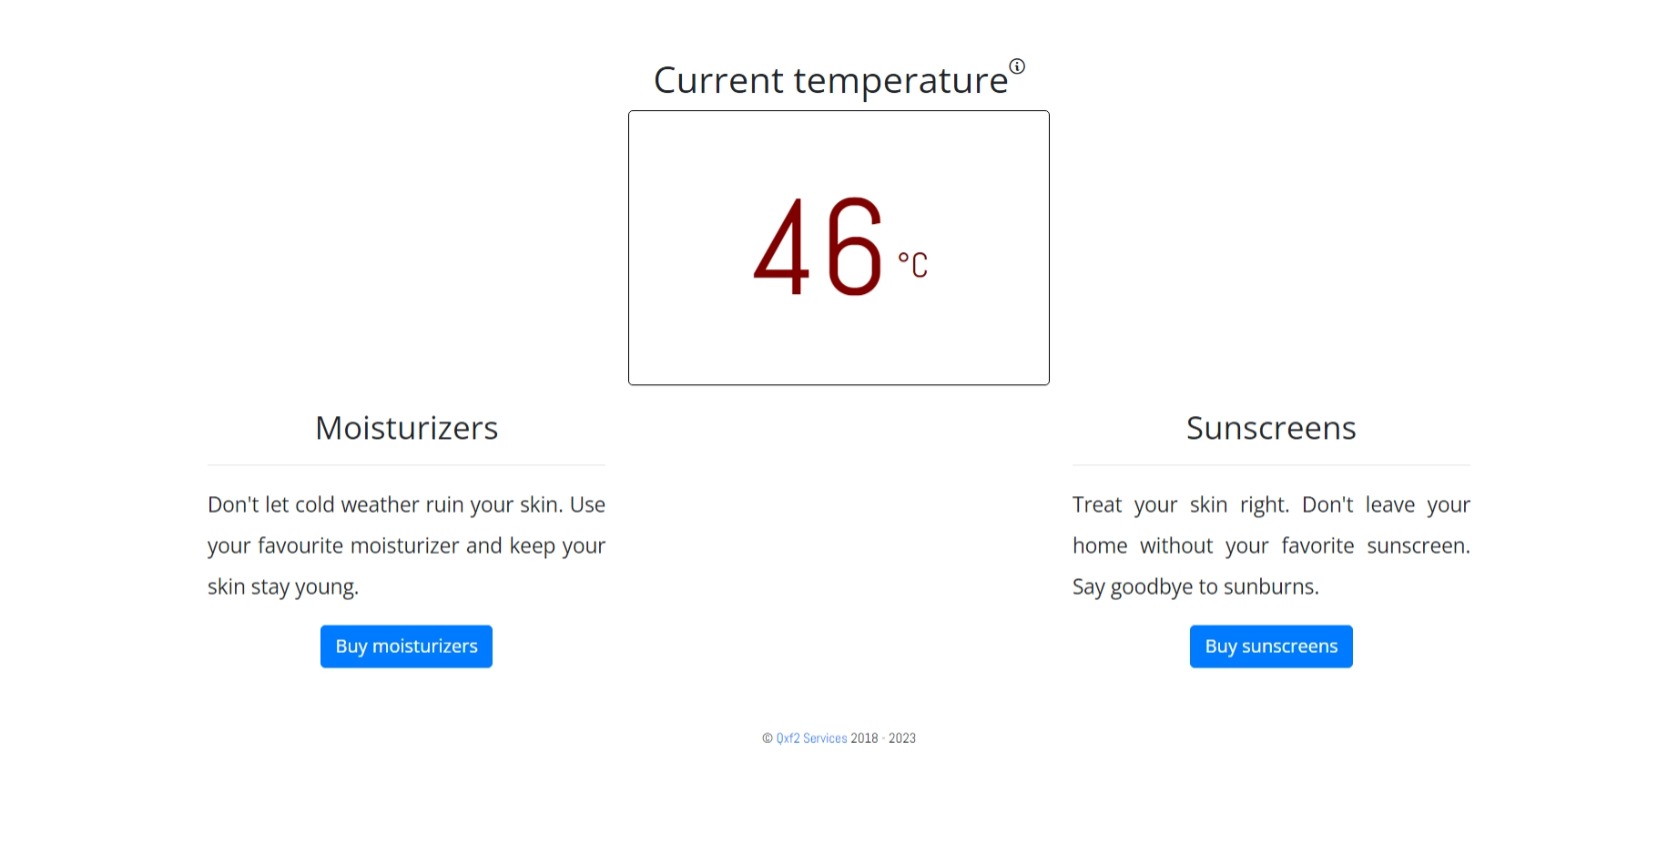 Current temperature
46 °C
Moisturizers
Don't let cold weather ruin your skin. Use
your favourite moisturizer and keep your
skin stay young.
Buy moisturizers
Sunscreens
Treat your skin right. Don't leave your
home without your favorite sunscreen.
Say goodbye to sunburns.
Buy sunscreens
© Qxf2 Services 2018 - 2023